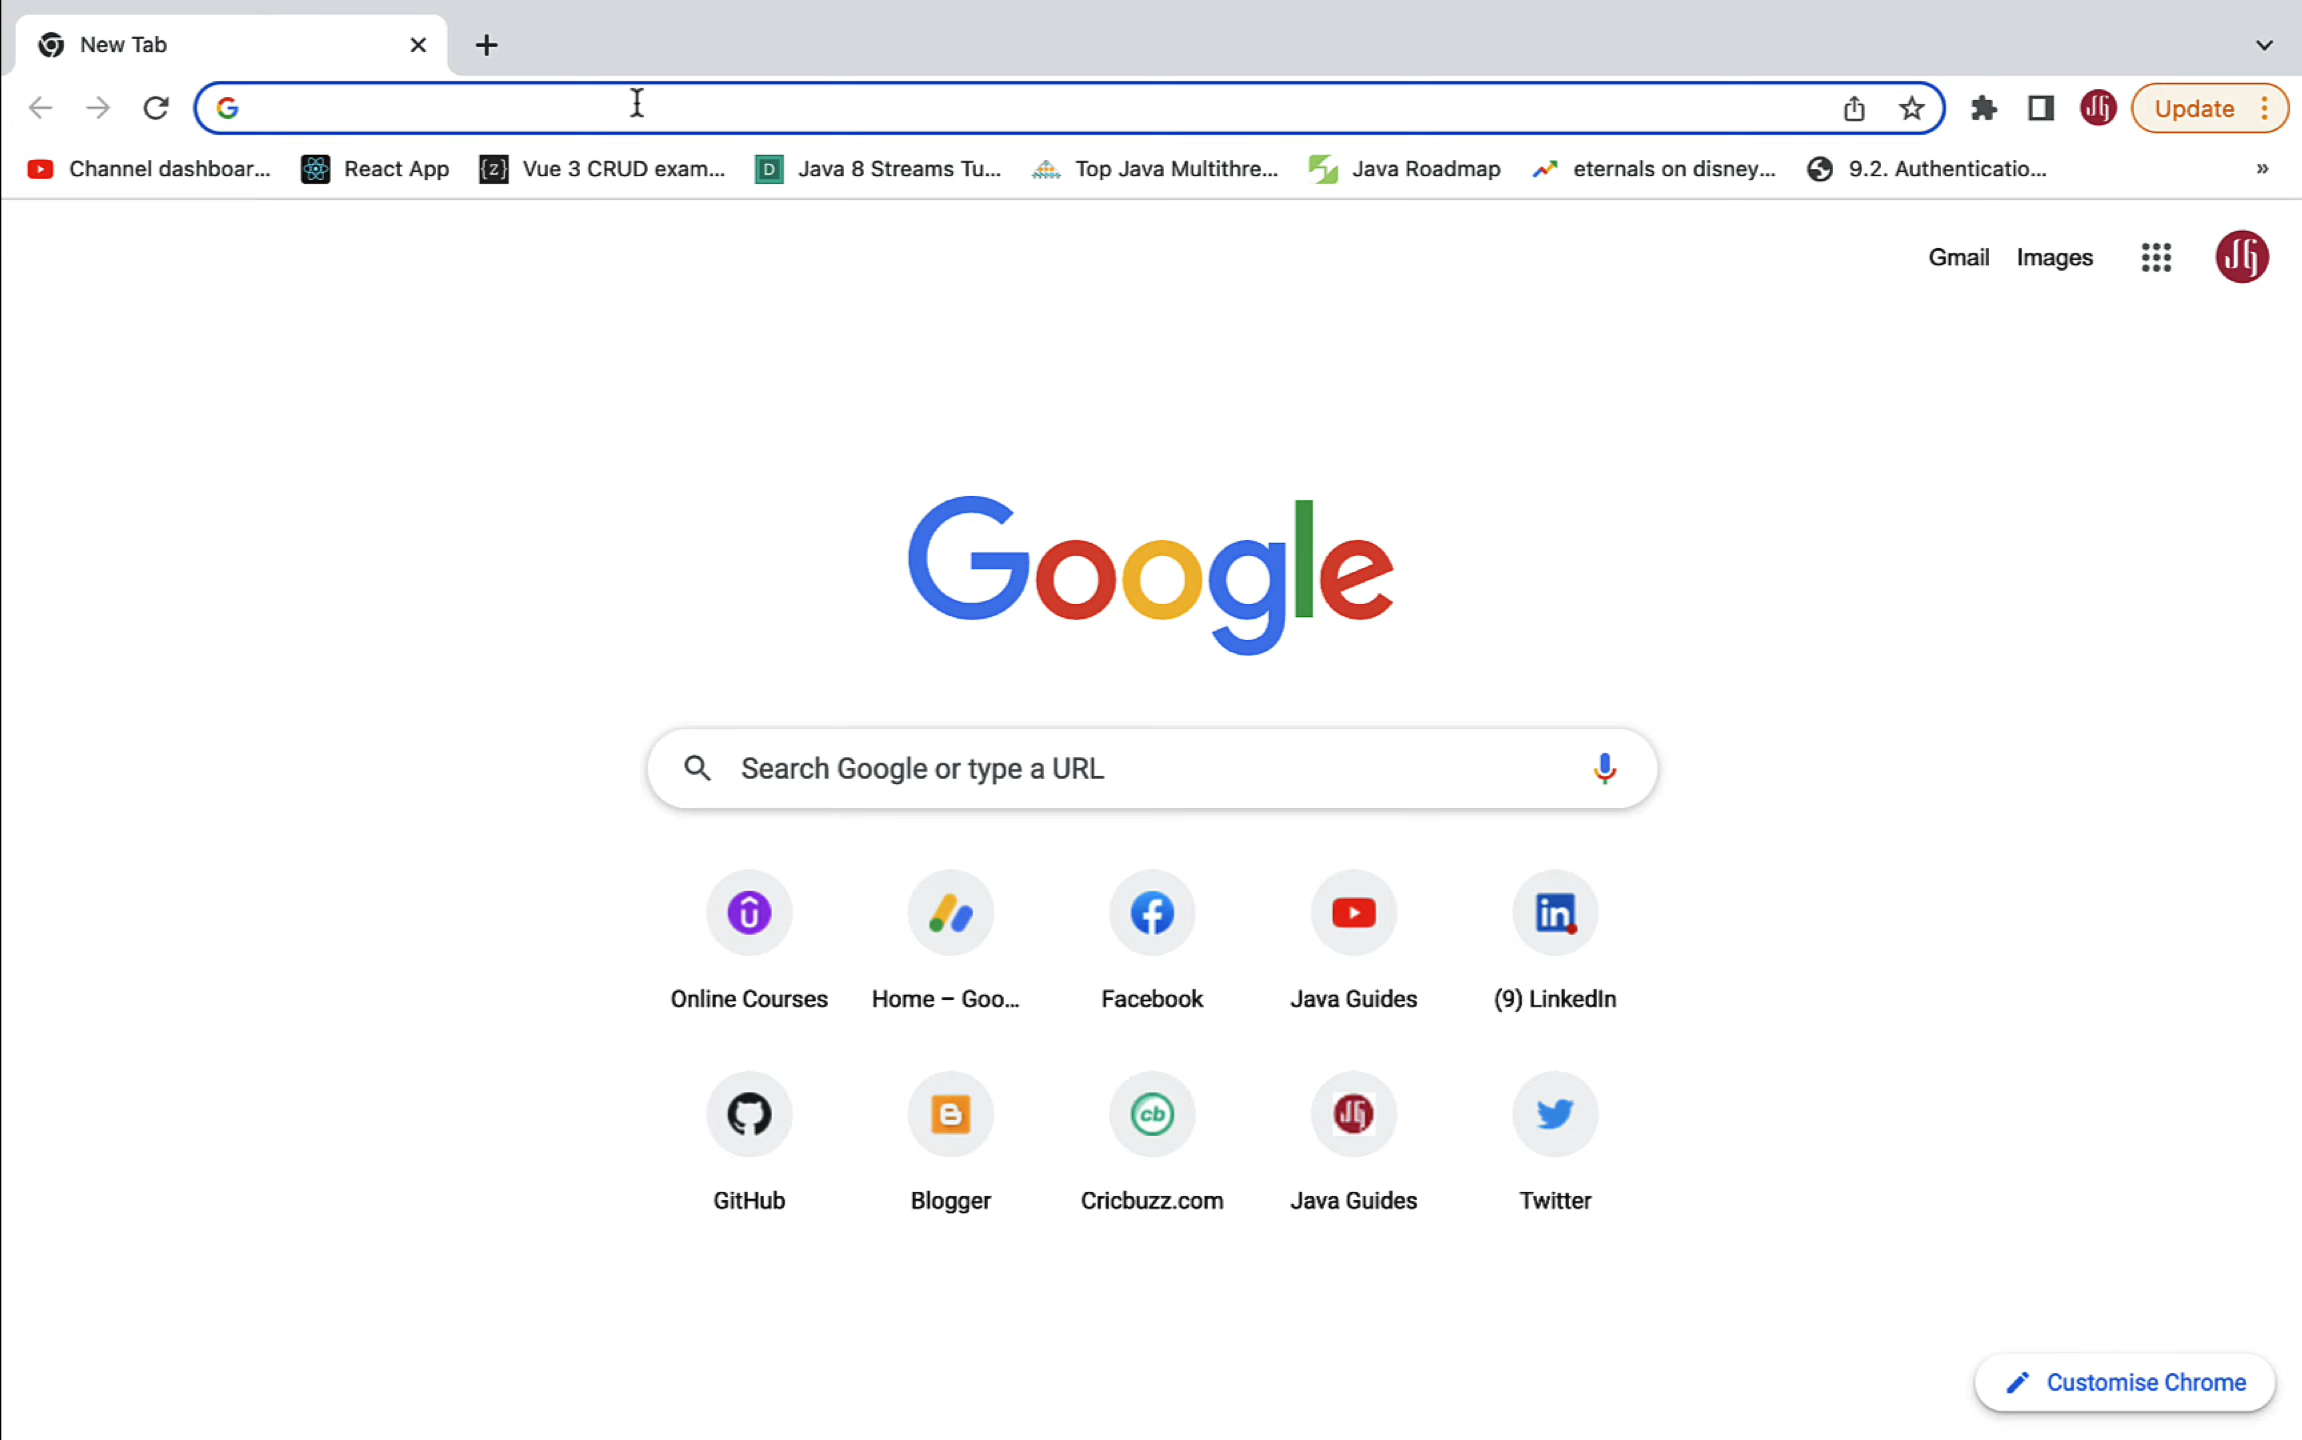 New Tab
Update
Channel dashboar... React App Vue 3 CRUD exam... Java 8 Streams Tu... Top Java Multithre... Java Roadmap eternals on disney... 9.2. Authenticatio... »
Gmail Images
Google
Search Google or type a URL
Online Courses Home – Goo... Facebook Java Guides (9) LinkedIn
GitHub Blogger Cricbuzz.com Java Guides Twitter
Customise Chrome